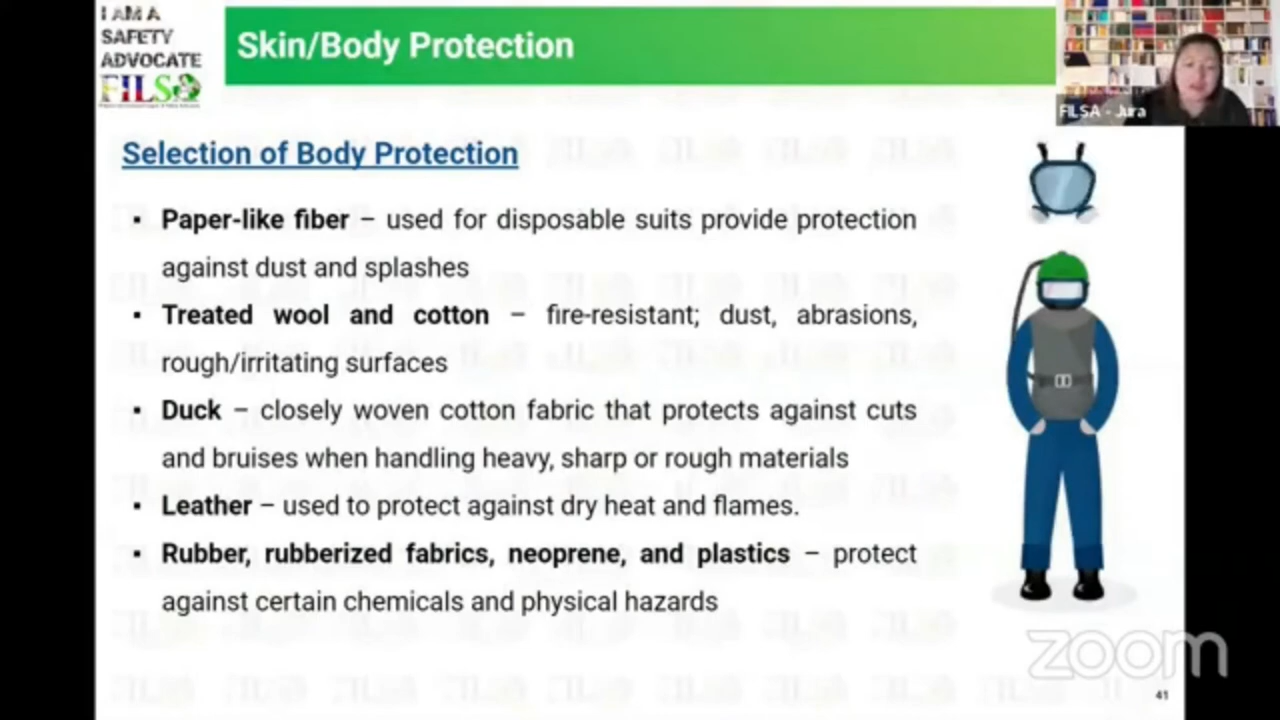 I AM A
SAFETY
ADVOCATE
FILSA
Skin/Body Protection
FILSA - Jura
Selection of Body Protection
▪ Paper-like fiber – used for disposable suits provide protection
against dust and splashes
▪ Treated wool and cotton – fire-resistant; dust, abrasions,
rough/irritating surfaces
▪ Duck – closely woven cotton fabric that protects against cuts
and bruises when handling heavy, sharp or rough materials
▪ Leather – used to protect against dry heat and flames.
▪ Rubber, rubberized fabrics, neoprene, and plastics – protect
against certain chemicals and physical hazards
zoom
41